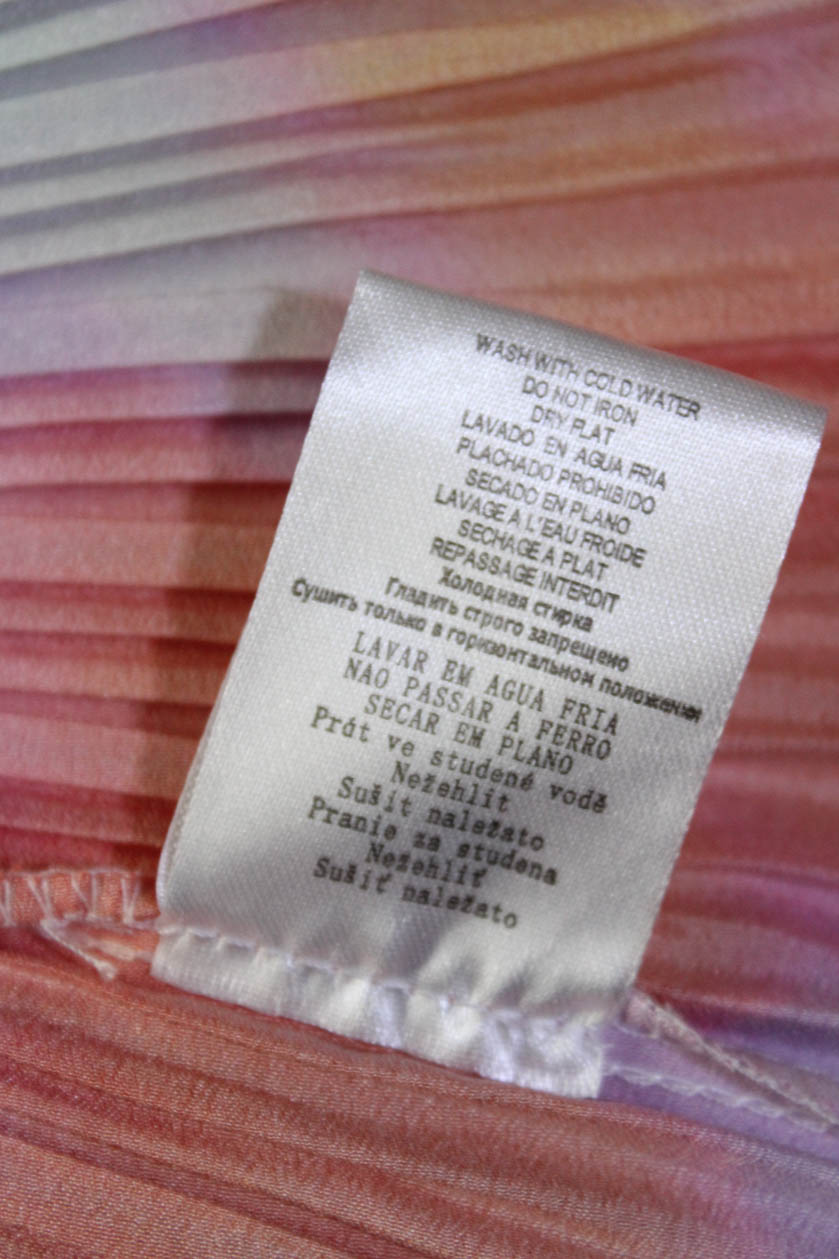 WASH WITH COLD WATER
DO NOT IRON
DRY FLAT
LAVADO EN AGUA FRIA
PLACHADO PROHIBIDO
SECADO EN PLANO
LAVAGE A L'EAU FROIDE
SECHAGE A PLAT
REPASSAGE INTERDIT
Холодная стирка
Гладить строго запрещено
Сушить только в горизонтальном положении
LAVAR EM AGUA FRIA
NAO PASSAR A FERRO
SECAR EM PLANO
Prát ve studené vodě
Nežehlit
Sušit naležato
Pranie za studena
Nežehliť
Sušiť naležato